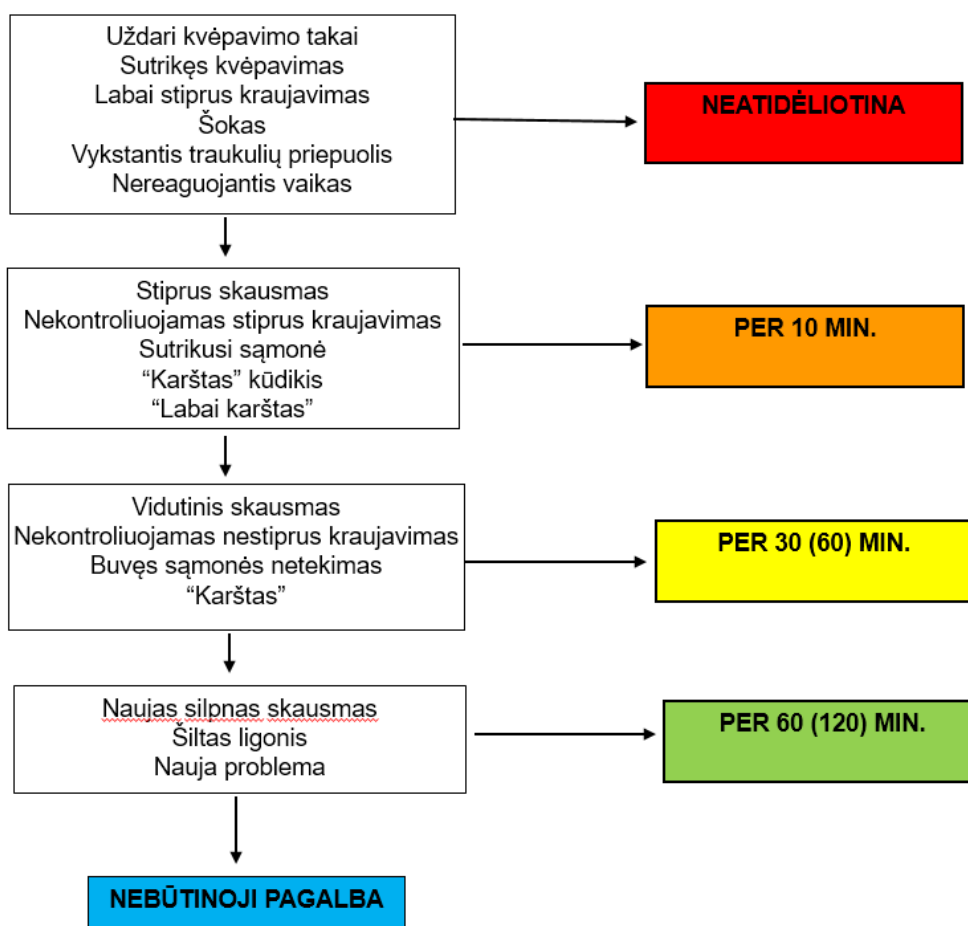 Uždari kvėpavimo takai
Sutrikęs kvėpavimas
Labai stiprus kraujavimas
Šokas
Vykstantis traukulių priepuolis
Nereaguojantis vaikas
NEATIDĖLIOTINA
Stiprus skausmas
Nekontroliuojamas stiprus kraujavimas
Sutrikusi sąmonė
“Karštas” kūdikis
“Labai karštas”
PER 10 MIN.
Vidutinis skausmas
Nekontroliuojamas nestiprus kraujavimas
Buvęs sąmonės netekimas
“Karštas”
PER 30 (60) MIN.
Naujas silpnas skausmas
Šiltas ligonis
Nauja problema
PER 60 (120) MIN.
NEBŪTINOJI PAGALBA